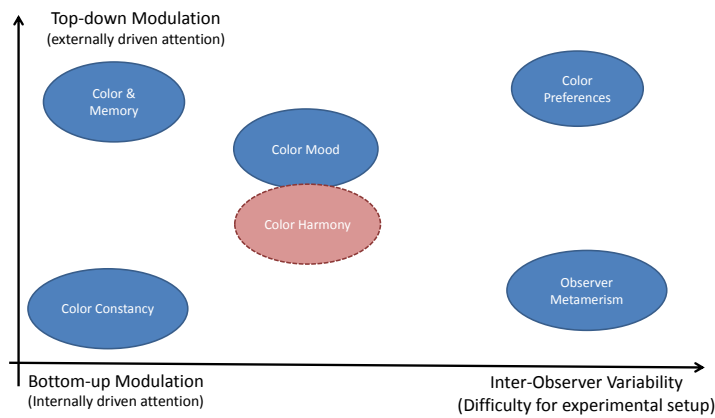 Top-down Modulation
(externally driven attention)
Color &
Memory
Color
Preferences
Color Mood
Color Harmony
Color Constancy
Observer
Metamerism
Bottom-up Modulation
(Internally driven attention)
Inter-Observer Variability
(Difficulty for experimental setup)